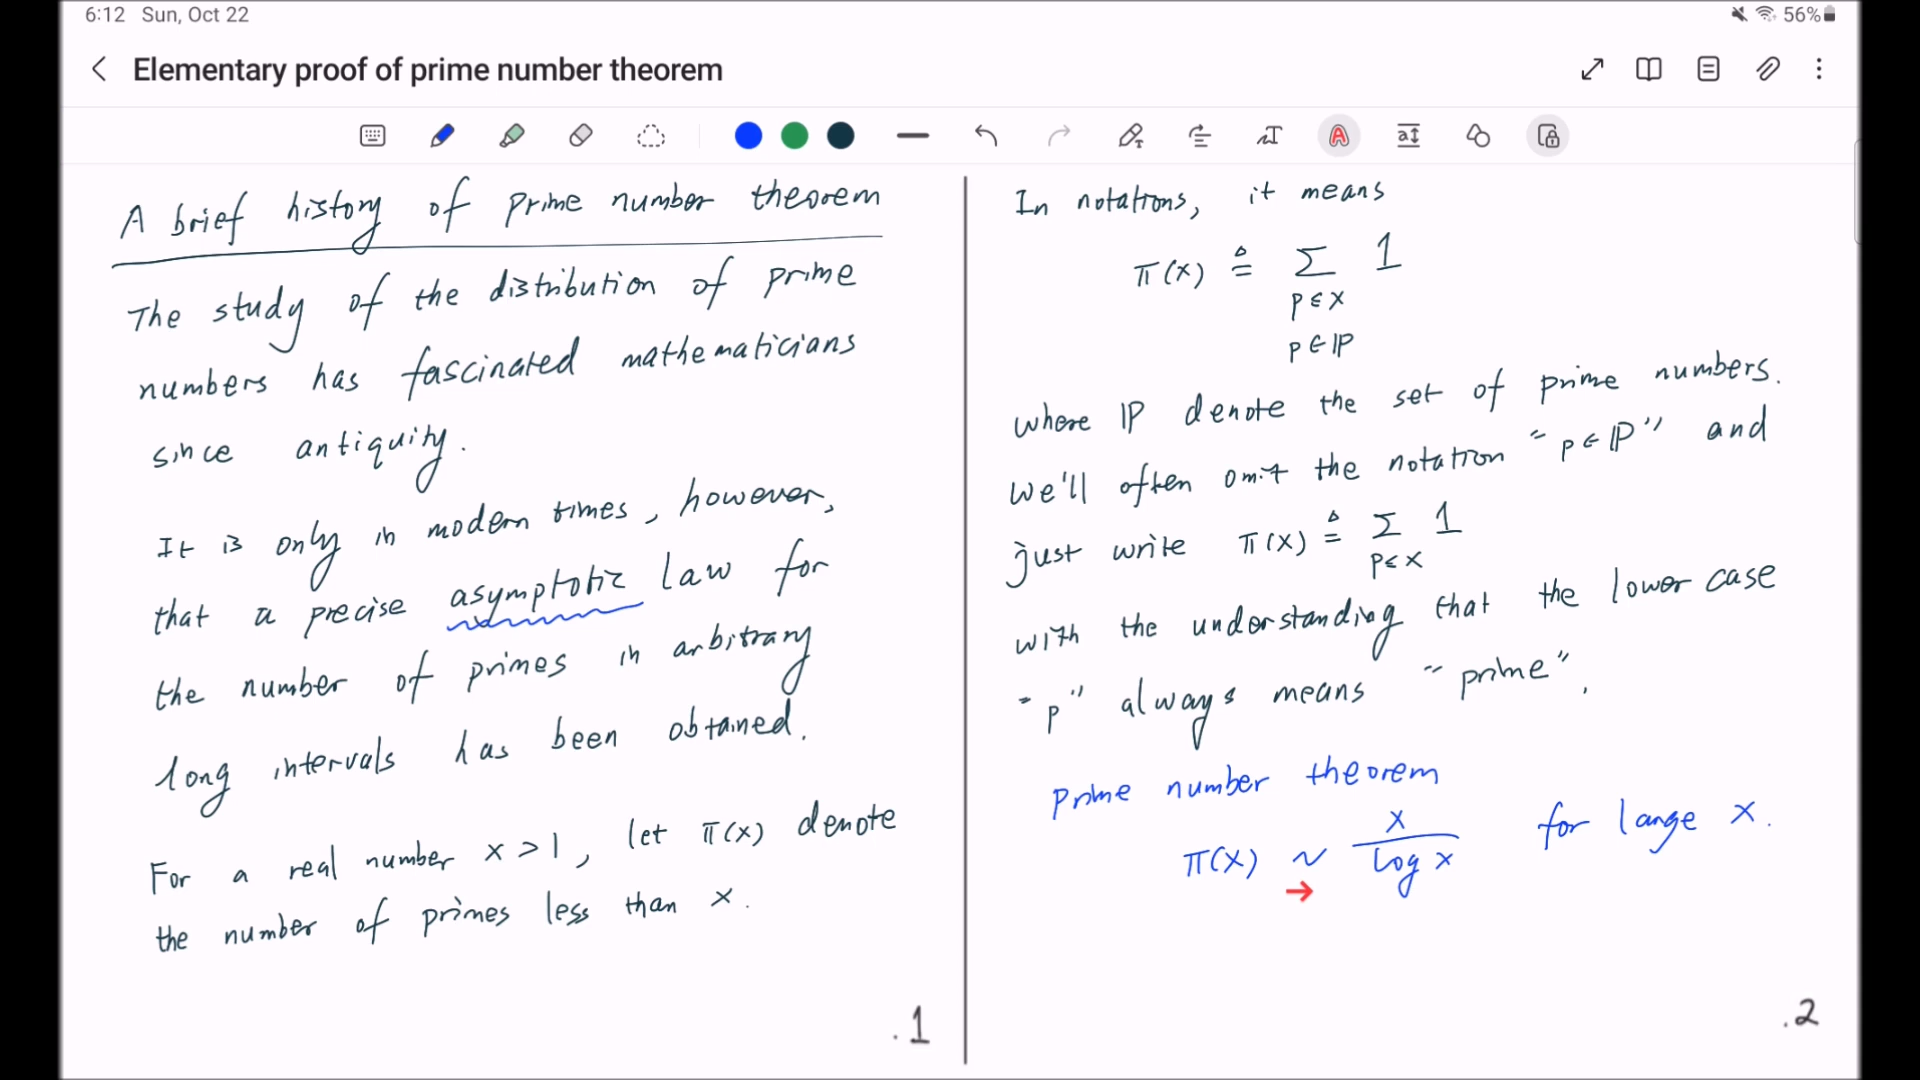 6:12 Sun, Oct 22
56%
Elementary proof of prime number theorem
A brief history of prime number theorem
The study of the distribution of prime
numbers has fascinated mathematicians
since antiquity.
It is only in modern times, however,
that a precise asymptotic law for
the number of primes in arbitrary
long intervals has been obtained.
For a real number x > 1, let π(x) denote
the number of primes less than x.
.1
In notations, it means
π(x) ≜ Σ 1
p ≤ x
p ∈ ℙ
where ℙ denote the set of prime numbers.
We'll often omit the notation "p ∈ ℙ" and
just write π(x) ≜ Σ 1
p ≤ x
with the understanding that the lower case
"p" always means "prime".
Prime number theorem
π(x) ~ x / log x for large x.
.2